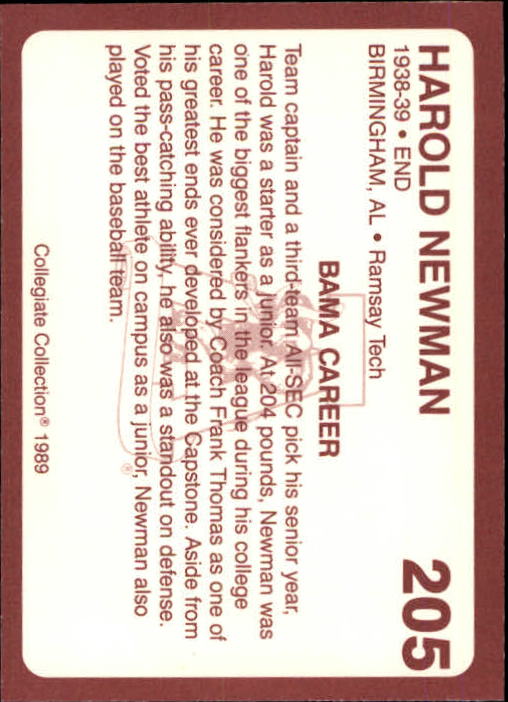 HAROLD NEWMAN 205
1938-39 • END
BIRMINGHAM, AL • Ramsay Tech
BAMA CAREER
Team captain and a third-team All-SEC pick his senior year,
Harold was a starter as a junior. At 204 pounds, Newman was
one of the biggest flankers in the league during his college
career. He was considered by Coach Frank Thomas as one of
his greatest ends ever developed at the Capstone. Aside from
his pass-catching ability, he also was a standout on defense.
Voted the best athlete on campus as a junior, Newman also
played on the baseball team.
®
Collegiate Collection® 1989